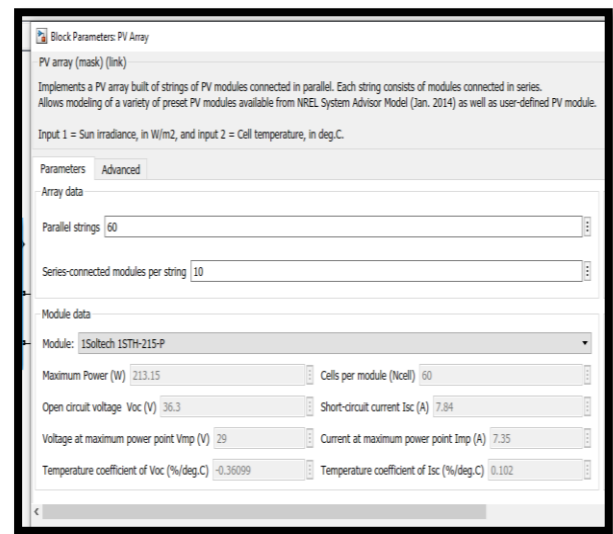 Block Parameters: PV Array
PV array (mask) (link)
Implements a PV array built of strings of PV modules connected in parallel. Each string consists of modules connected in series.
Allows modeling of a variety of preset PV modules available from NREL System Advisor Model (Jan. 2014) as well as user-defined PV module.
Input 1 = Sun irradiance, in W/m2, and input 2 = Cell temperature, in deg.C.
Parameters Advanced
Array data
Parallel strings 60
Series-connected modules per string 10
Module data
Module: 1Soltech 1STH-215-P
Maximum Power (W) 213.15 Cells per module (Ncell) 60
Open circuit voltage Voc (V) 36.3 Short-circuit current Isc (A) 7.84
Voltage at maximum power point Vmp (V) 29 Current at maximum power point Imp (A) 7.35
Temperature coefficient of Voc (%/deg.C) -0.36099 Temperature coefficient of Isc (%/deg.C) 0.102